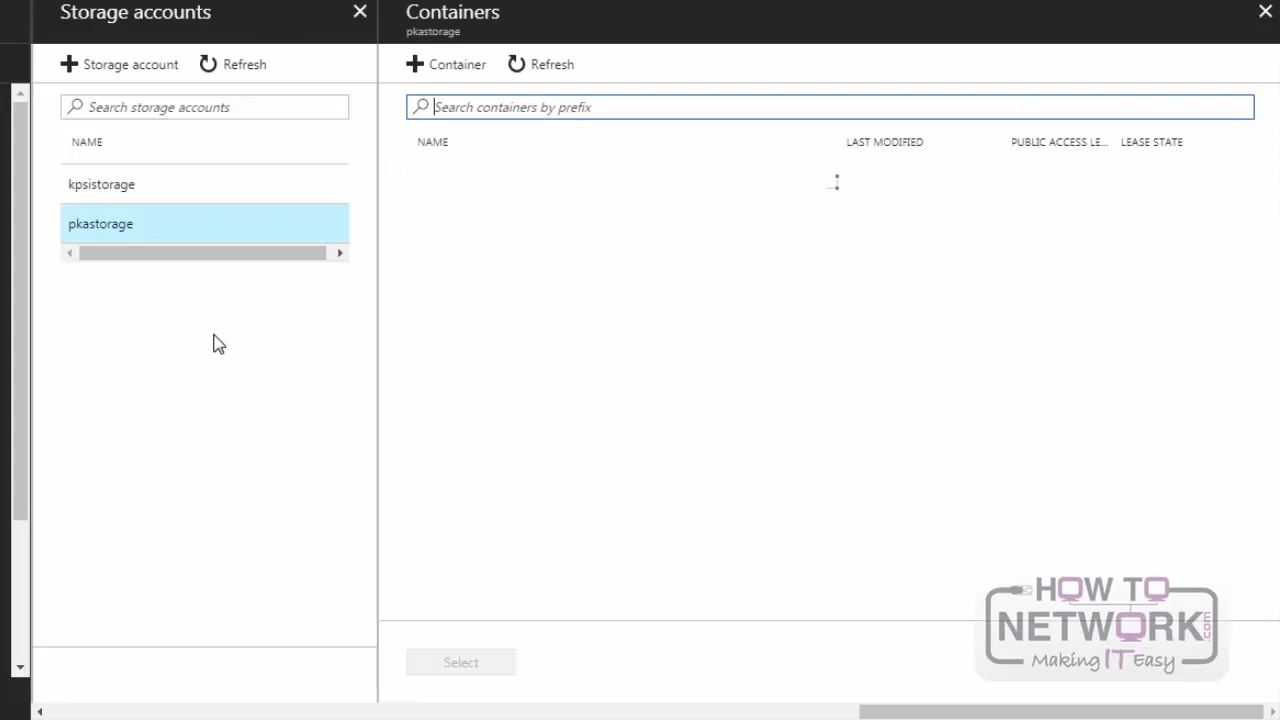 Storage accounts
Containers
pkastorage
Storage account
Refresh
Container
Refresh
Search storage accounts
Search containers by prefix
NAME
NAME
LAST MODIFIED
PUBLIC ACCESS LE...
LEASE STATE
kpsistorage
pkastorage
Select
HOW TO
NETWORK.com
Making IT Easy